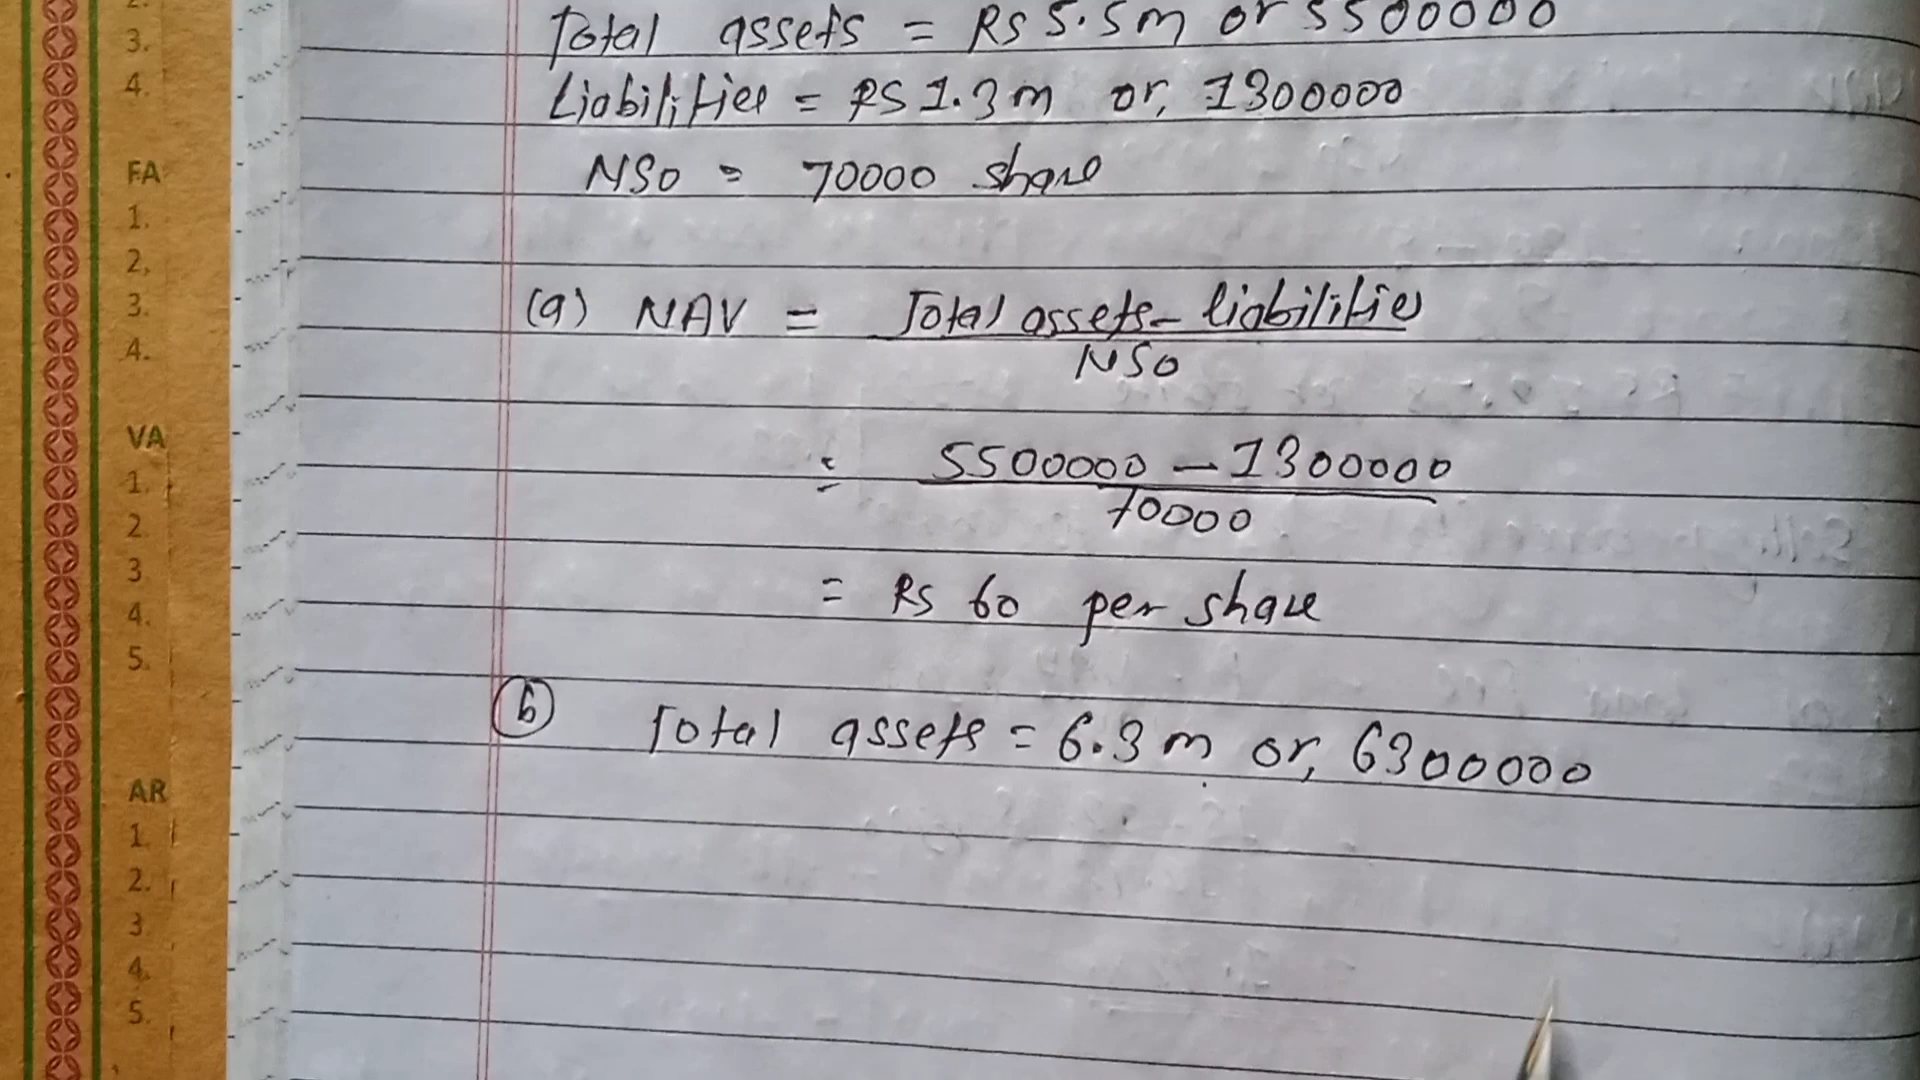 3.
4.
FA
1.
2,
3.
4.
VA
1.
2
3
4.
5.
AR
1.
2.
3
4.
5.
Total assets = Rs 5.5m or 5500000
Liabilities = RS 1.3m or, 1300000
NSO = 70000 share
(a) NAV = Total assets - liabilities
NSO
= 5500000 - 1300000
70000
= Rs 60 per share
(b) Total assets = 6.3 m or, 6300000